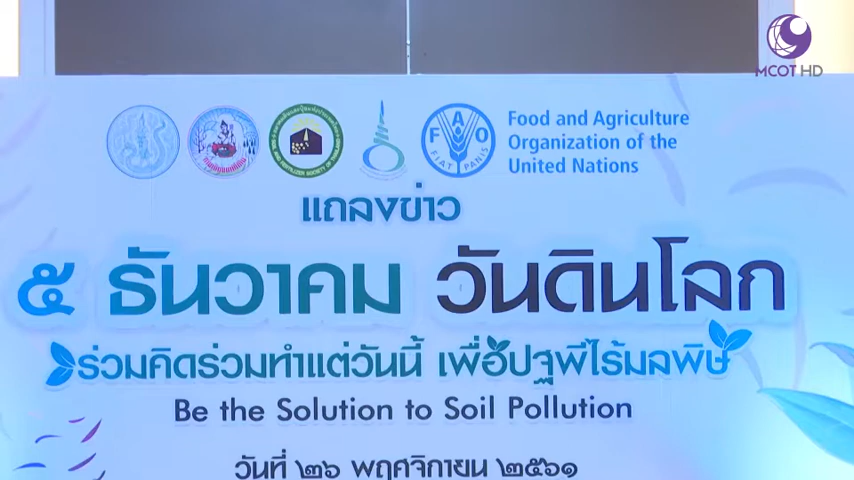 MCOT HD
FAO
FIAT PANIS
Food and Agriculture
Organization of the
United Nations
แถลงข่าว
๕ ธันวาคม วันดินโลก
ร่วมคิดร่วมทำแต่วันนี้ เพื่อปฐพีไร้มลพิษ
Be the Solution to Soil Pollution
วันที่ ๒๖ พฤศจิกายน ๒๕๖๑